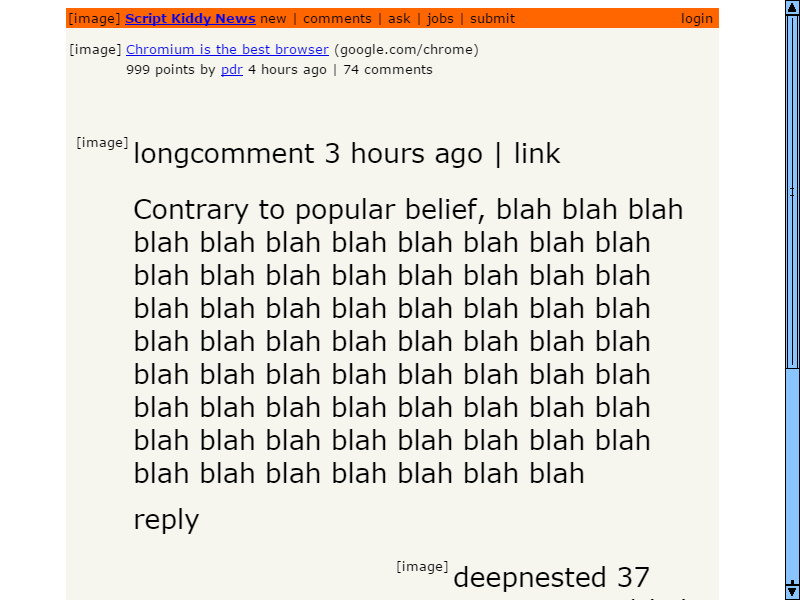 [image] Script Kiddy News new | comments | ask | jobs | submit login
[image] Chromium is the best browser (google.com/chrome)
999 points by pdr 4 hours ago | 74 comments
[image] longcomment 3 hours ago | link
Contrary to popular belief, blah blah blah
blah blah blah blah blah blah blah blah
blah blah blah blah blah blah blah blah
blah blah blah blah blah blah blah blah
blah blah blah blah blah blah blah blah
blah blah blah blah blah blah blah blah
blah blah blah blah blah blah blah blah
blah blah blah blah blah blah blah blah
blah blah blah blah blah blah blah
reply
[image] deepnested 37